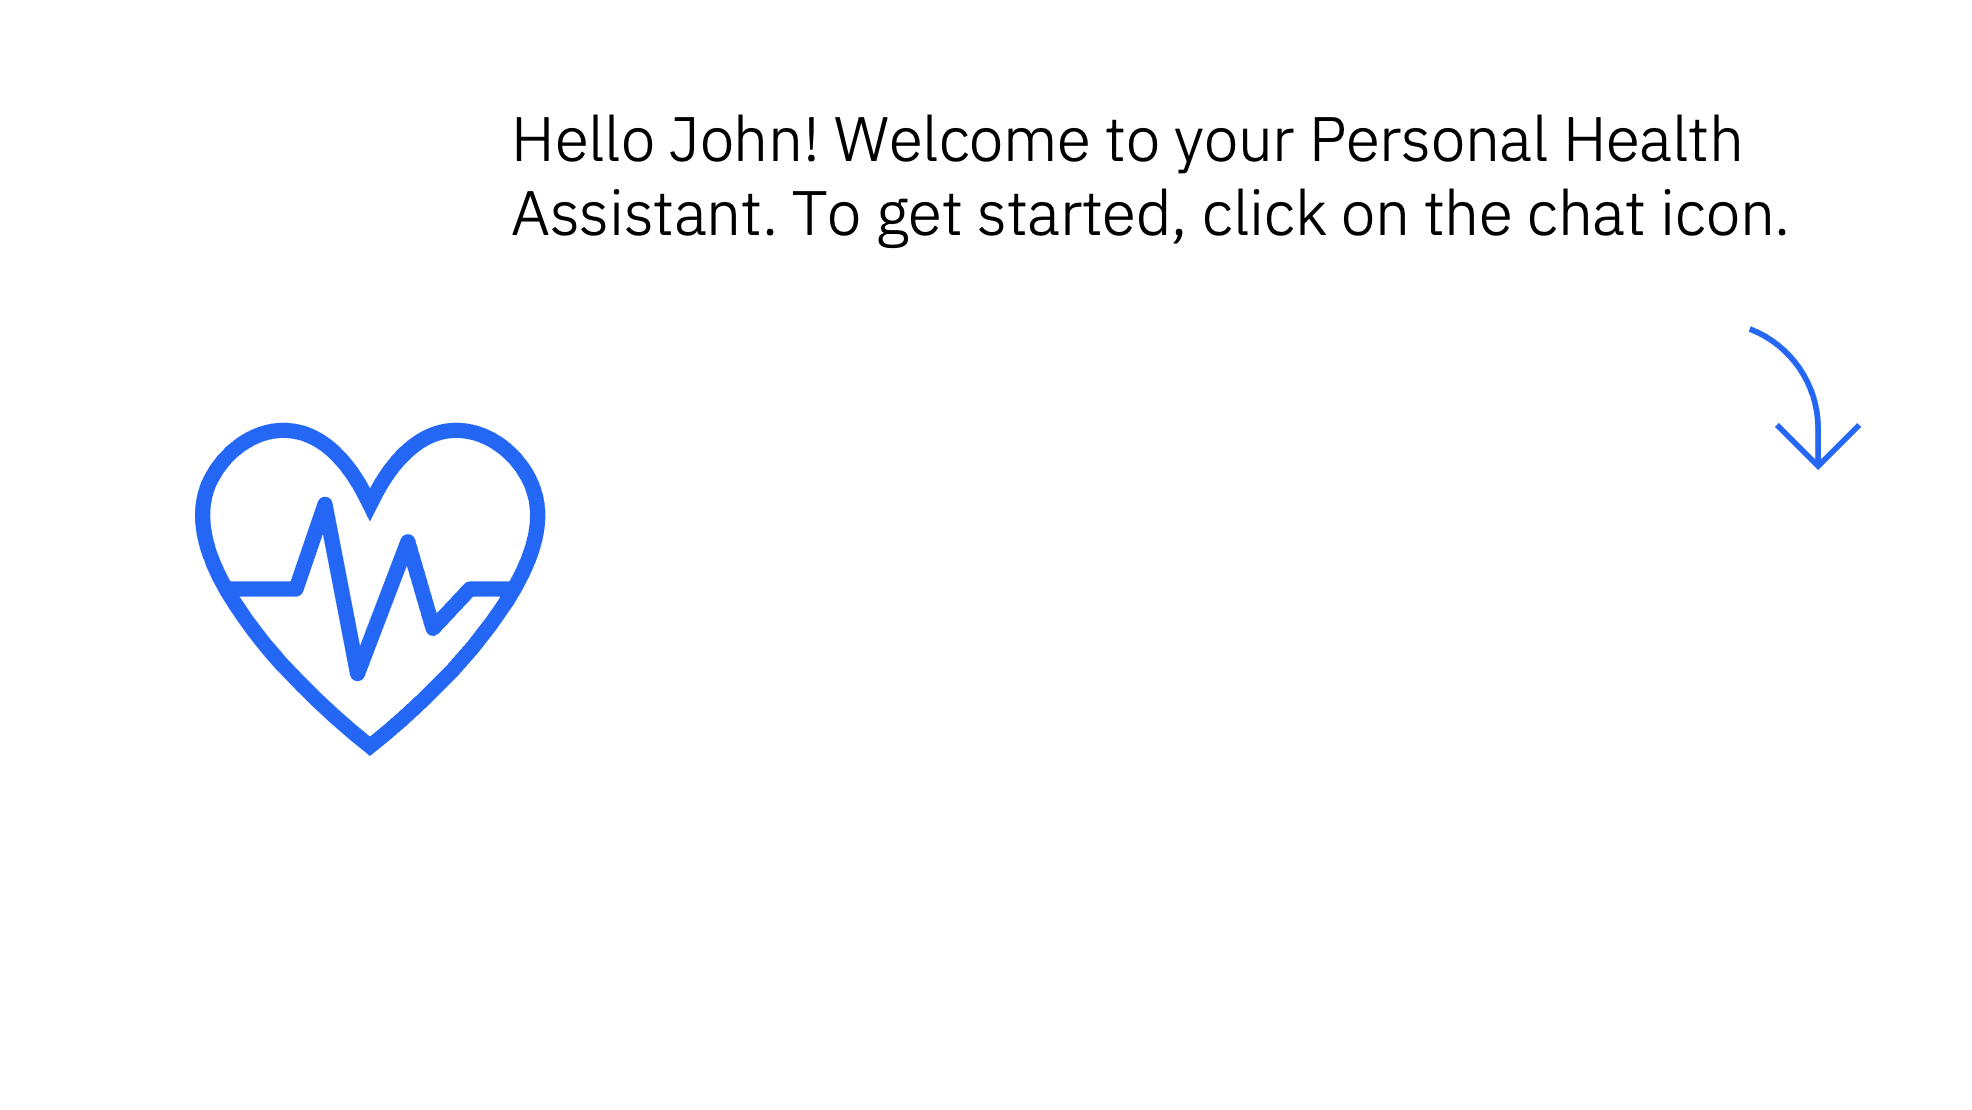 Hello John! Welcome to your Personal Health
Assistant. To get started, click on the chat icon.